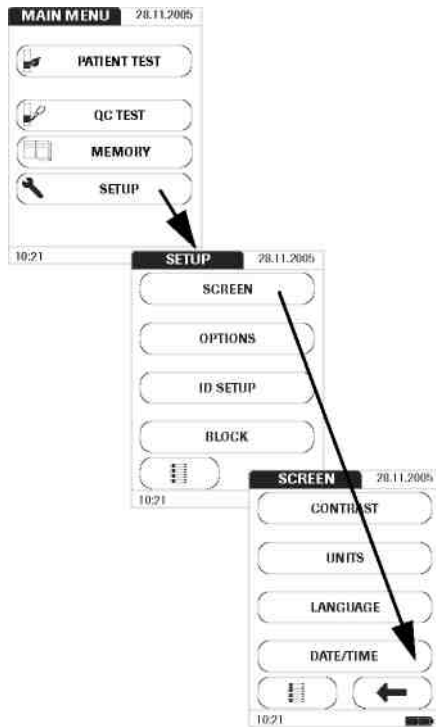 MAIN MENU 28.11.2005
PATIENT TEST
QC TEST
MEMORY
SETUP
10:21
SETUP 28.11.2005
SCREEN
OPTIONS
ID SETUP
BLOCK
10:21
SCREEN 28.11.2005
CONTRAST
UNITS
LANGUAGE
DATE/TIME
10:21